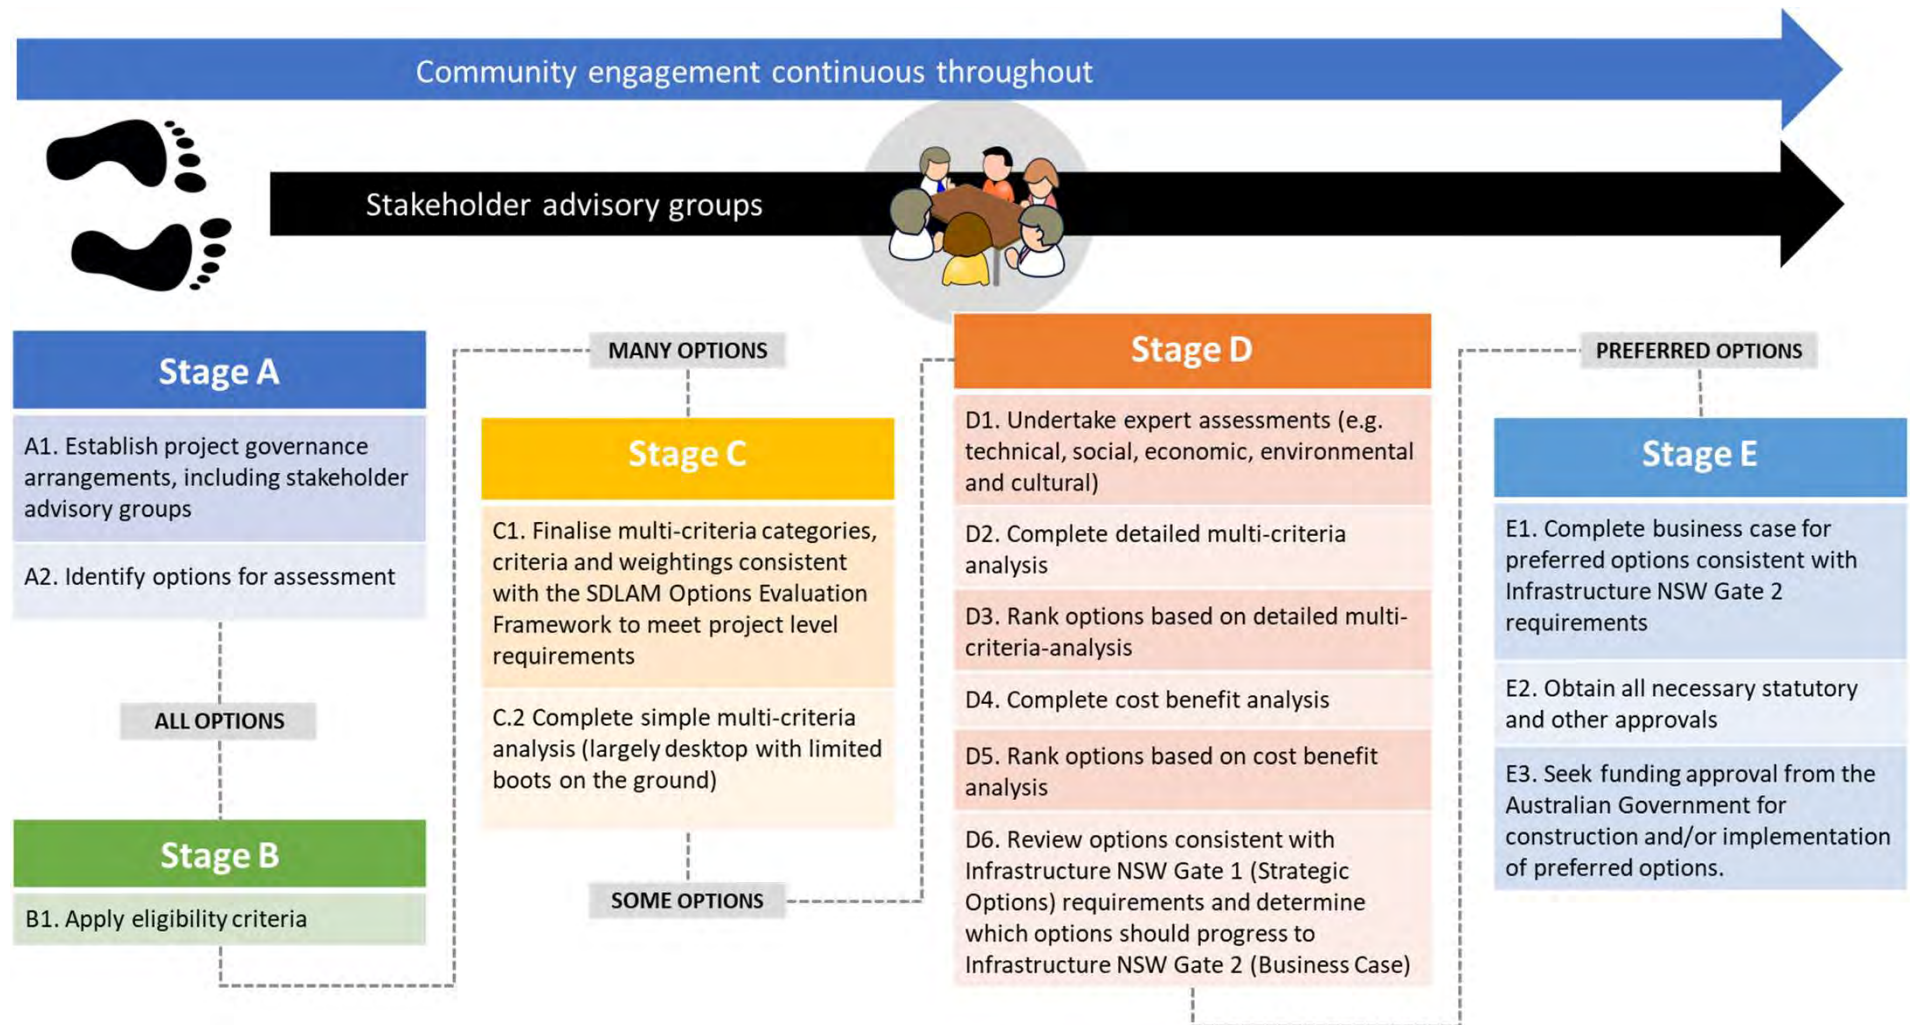 Community engagement continuous throughout
Stakeholder advisory groups
Stage A
A1. Establish project governance
arrangements, including stakeholder
advisory groups
A2. Identify options for assessment
ALL OPTIONS
Stage B
B1. Apply eligibility criteria
MANY OPTIONS
Stage C
C1. Finalise multi-criteria categories,
criteria and weightings consistent
with the SDLAM Options Evaluation
Framework to meet project level
requirements
C.2 Complete simple multi-criteria
analysis (largely desktop with limited
boots on the ground)
SOME OPTIONS
Stage D
D1. Undertake expert assessments (e.g.
technical, social, economic, environmental
and cultural)
D2. Complete detailed multi-criteria
analysis
D3. Rank options based on detailed multi-
criteria-analysis
D4. Complete cost benefit analysis
D5. Rank options based on cost benefit
analysis
D6. Review options consistent with
Infrastructure NSW Gate 1 (Strategic
Options) requirements and determine
which options should progress to
Infrastructure NSW Gate 2 (Business Case)
PREFERRED OPTIONS
Stage E
E1. Complete business case for
preferred options consistent with
Infrastructure NSW Gate 2
requirements
E2. Obtain all necessary statutory
and other approvals
E3. Seek funding approval from the
Australian Government for
construction and/or implementation
of preferred options.